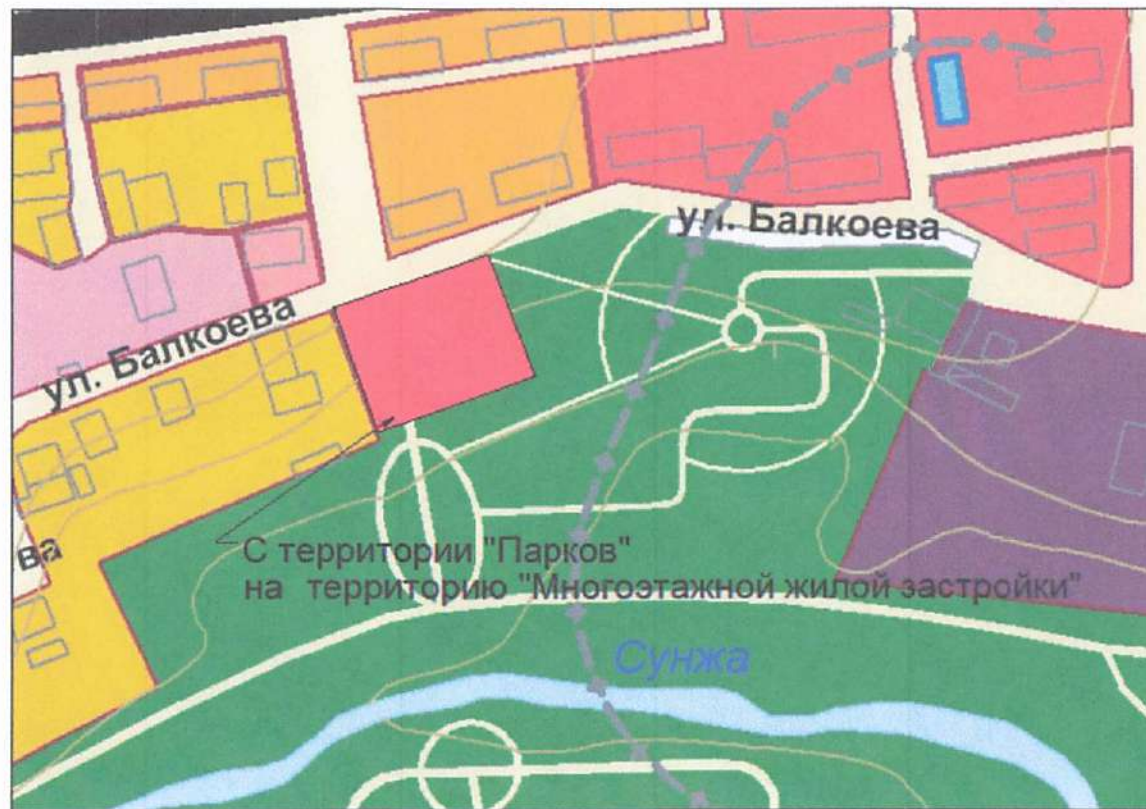 ул. Балкоева
ул. Балкоева
ва
С территории "Парков"
на территорию "Многоэтажной жилой застройки"
Сунжа